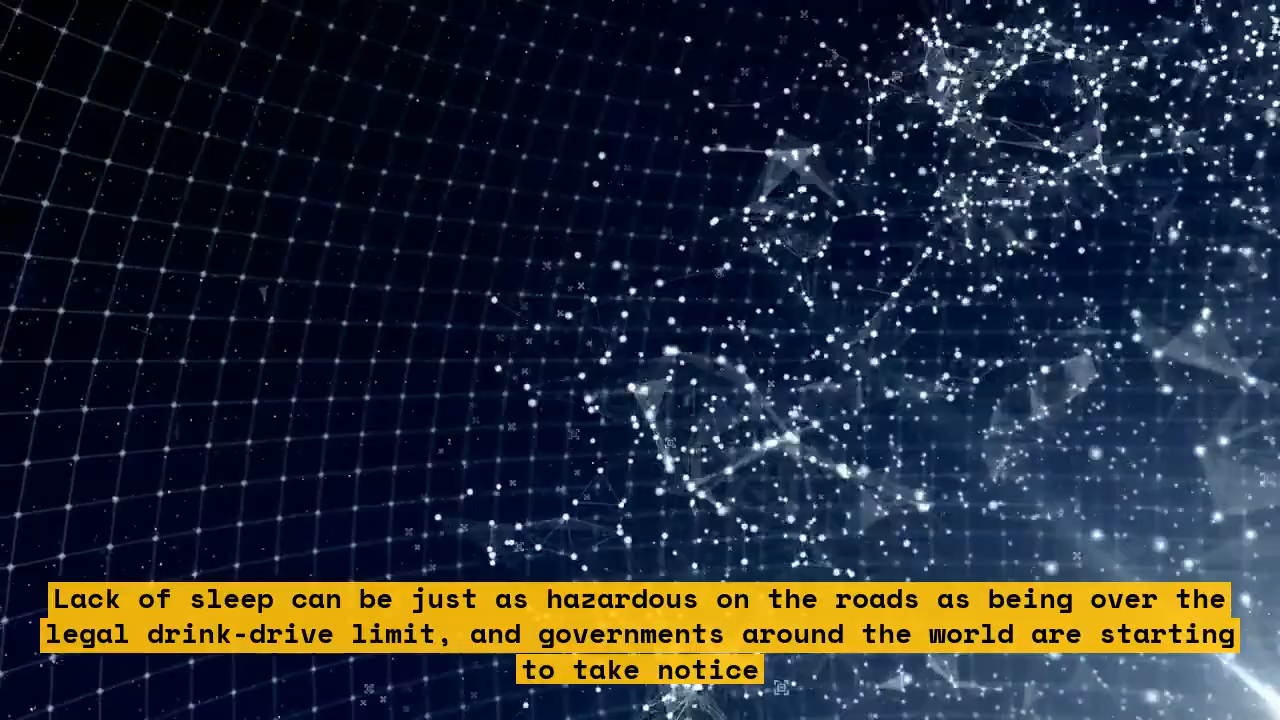 Lack of sleep can be just as hazardous on the roads as being over the
legal drink-drive limit, and governments around the world are starting
to take notice